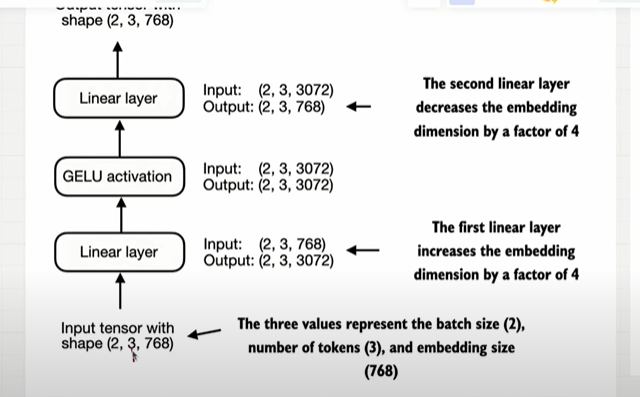 shape (2, 3, 768)
Linear layer
Input: (2, 3, 3072)
Output: (2, 3, 768)
The second linear layer
decreases the embedding
dimension by a factor of 4
GELU activation
Input: (2, 3, 3072)
Output: (2, 3, 3072)
Linear layer
Input: (2, 3, 768)
Output: (2, 3, 3072)
The first linear layer
increases the embedding
dimension by a factor of 4
Input tensor with
shape (2, 3, 768)
The three values represent the batch size (2),
number of tokens (3), and embedding size
(768)